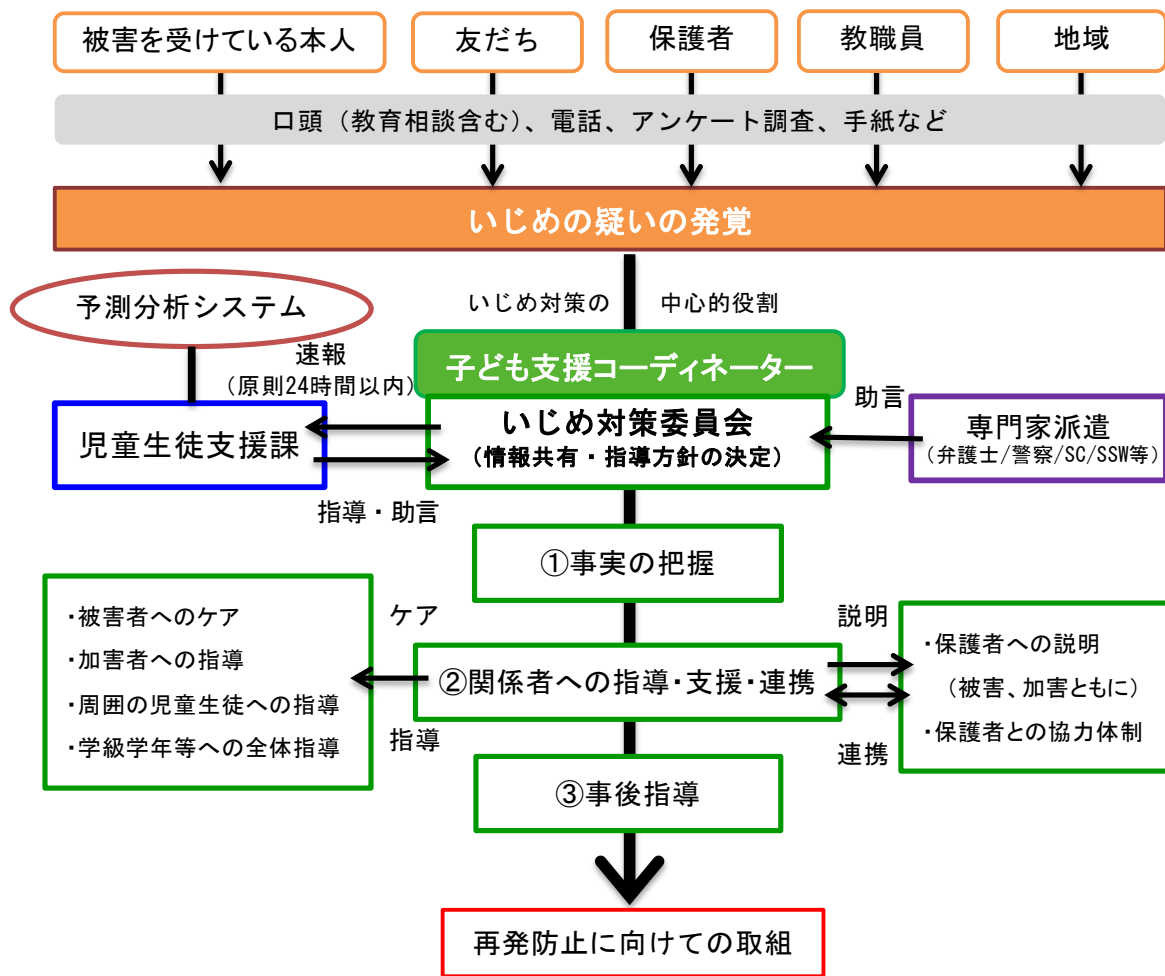 被害を受けている本人
友だち
保護者
教職員
地域
口頭（教育相談含む）、電話、アンケート調査、手紙など
いじめの疑いの発覚
予測分析システム
いじめ対策の
中心的役割
速報
（原則24時間以内）
子ども支援コーディネーター
児童生徒支援課
いじめ対策委員会
（情報共有・指導方針の決定）
助言
専門家派遣
（弁護士/警察/SC/SSW等）
指導・助言
①事実の把握
・被害者へのケア
・加害者への指導
・周囲の児童生徒への指導
・学級学年等への全体指導
ケア
指導
②関係者への指導・支援・連携
説明
連携
・保護者への説明
（被害、加害ともに）
・保護者との協力体制
③事後指導
再発防止に向けての取組